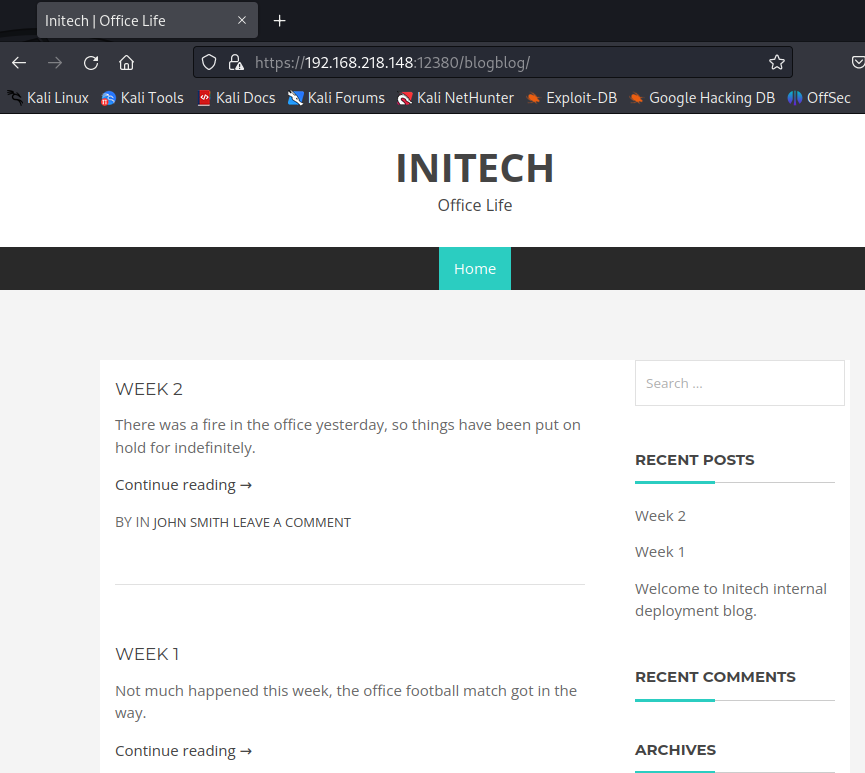 Initech | Office Life
https://192.168.218.148:12380/blogblog/
Kali Linux Kali Tools Kali Docs Kali Forums Kali NetHunter Exploit-DB Google Hacking DB OffSec
INITECH
Office Life
Home
WEEK 2
There was a fire in the office yesterday, so things have been put on
hold for indefinitely.
Continue reading →
BY IN JOHN SMITH LEAVE A COMMENT
WEEK 1
Not much happened this week, the office football match got in the
way.
Continue reading →
Search ...
RECENT POSTS
Week 2
Week 1
Welcome to Initech internal
deployment blog.
RECENT COMMENTS
ARCHIVES